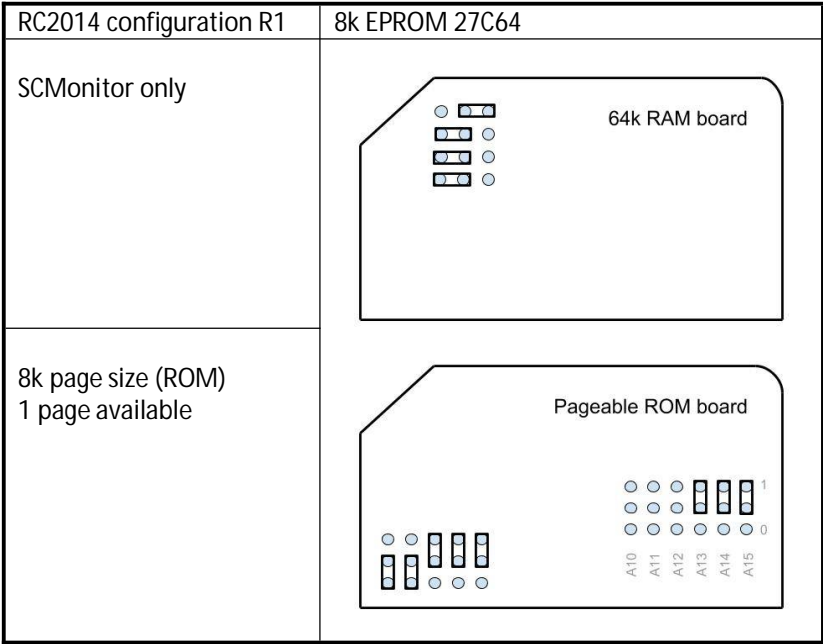 RC2014 configuration R1
8k EPROM 27C64
SCMonitor only
64k RAM board
8k page size (ROM)
1 page available
Pageable ROM board
1
0
A10
A11
A12
A13
A14
A15